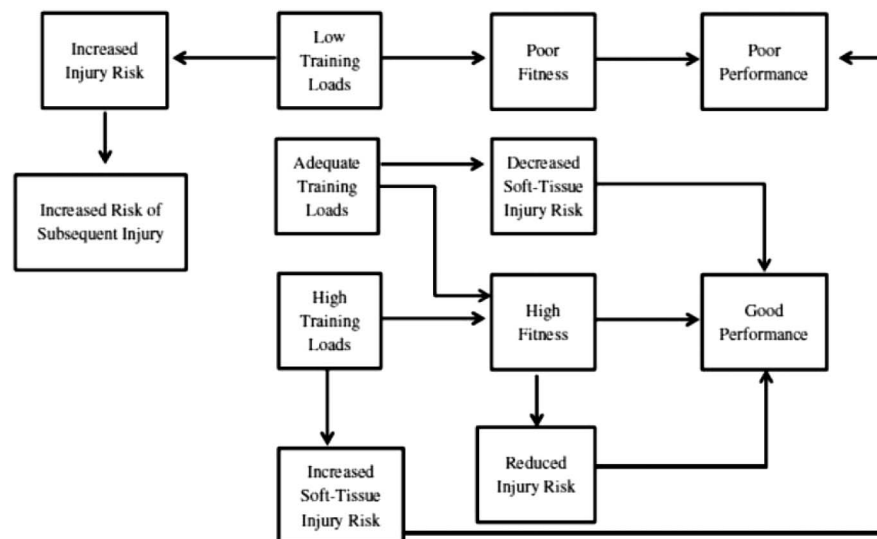 Increased
Injury Risk
Low
Training
Loads
Poor
Fitness
Poor
Performance
Increased Risk of
Subsequent Injury
Adequate
Training
Loads
Decreased
Soft-Tissue
Injury Risk
High
Training
Loads
High
Fitness
Good
Performance
Increased
Soft-Tissue
Injury Risk
Reduced
Injury Risk